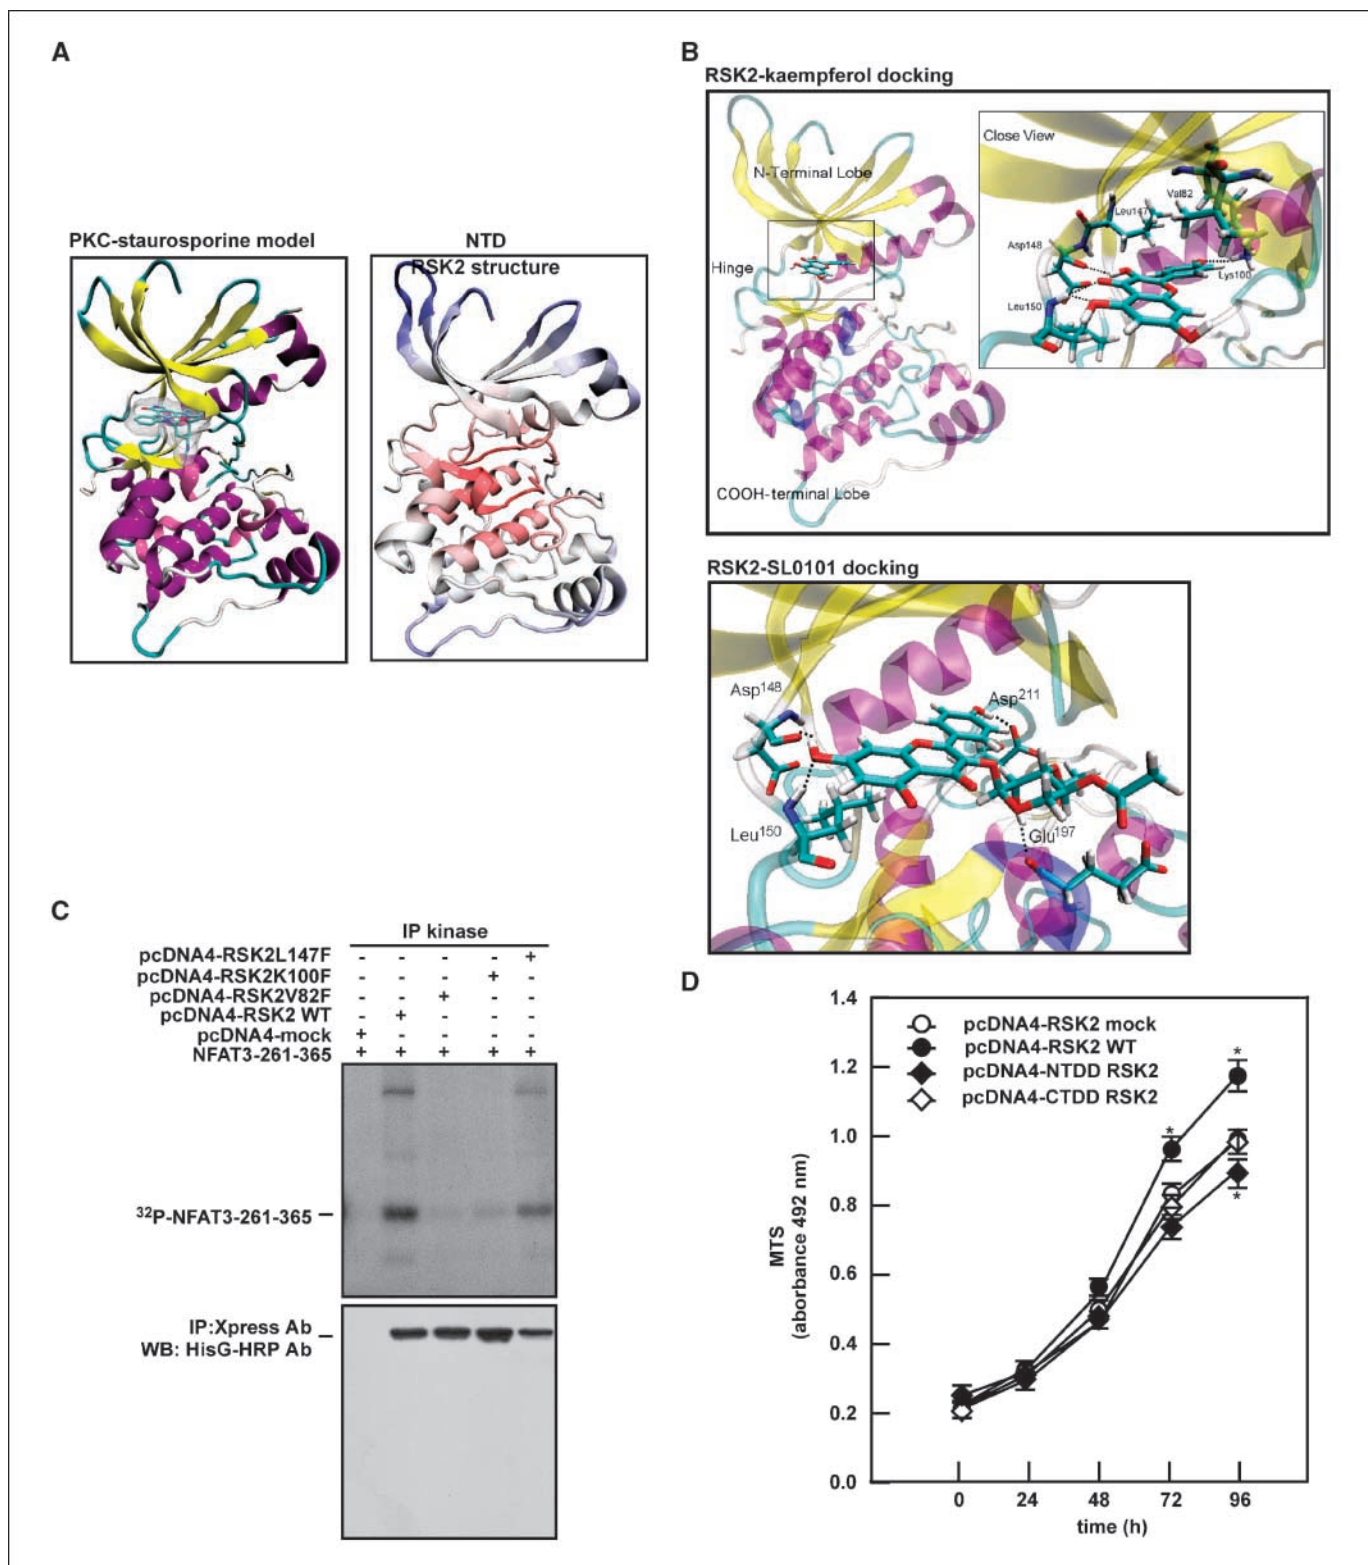 A
PKC-staurosporine model
NTD
RSK2 structure
B
RSK2-kaempferol docking
N-Terminal Lobe
Hinge
COOH-terminal Lobe
Close View
Val82
Leu147
Asp148
Lys100
Leu150
RSK2-SL0101 docking
Asp148
Asp211
Leu150
Glu197
C
IP kinase
pcDNA4-RSK2L147F - - - - +
pcDNA4-RSK2K100F - - - + -
pcDNA4-RSK2V82F - - + - -
pcDNA4-RSK2 WT - + - - -
pcDNA4-mock + - - - -
NFAT3-261-365 + + + + +
32P-NFAT3-261-365
IP:Xpress Ab
WB: HisG-HRP Ab
D
pcDNA4-RSK2 mock
pcDNA4-RSK2 WT
pcDNA4-NTDD RSK2
pcDNA4-CTDD RSK2
1.4
1.2
1.0
0.8
0.6
0.4
0.2
0.0
* * *
MTS
(aborbance 492 nm)
0 24 48 72 96
time (h)